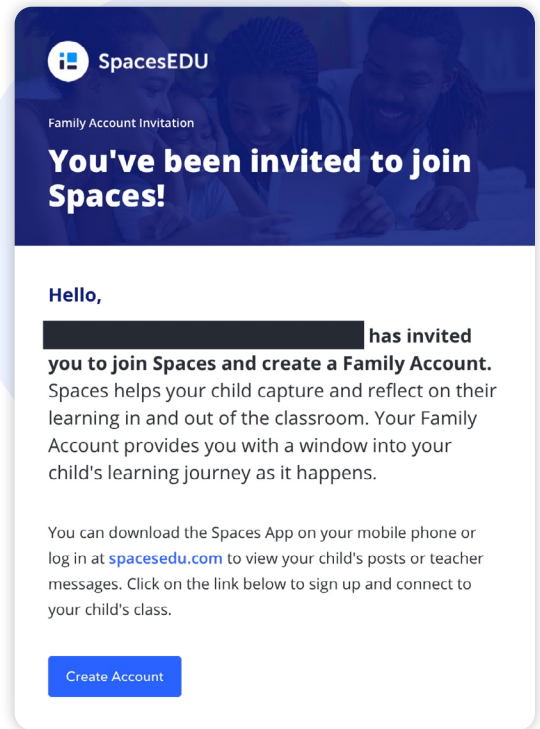 SpacesEDU
Family Account Invitation
You've been invited to join
Spaces!
Hello,
has invited
you to join Spaces and create a Family Account.
Spaces helps your child capture and reflect on their
learning in and out of the classroom. Your Family
Account provides you with a window into your
child's learning journey as it happens.
You can download the Spaces App on your mobile phone or
log in at spacesedu.com to view your child's posts or teacher
messages. Click on the link below to sign up and connect to
your child's class.
Create Account